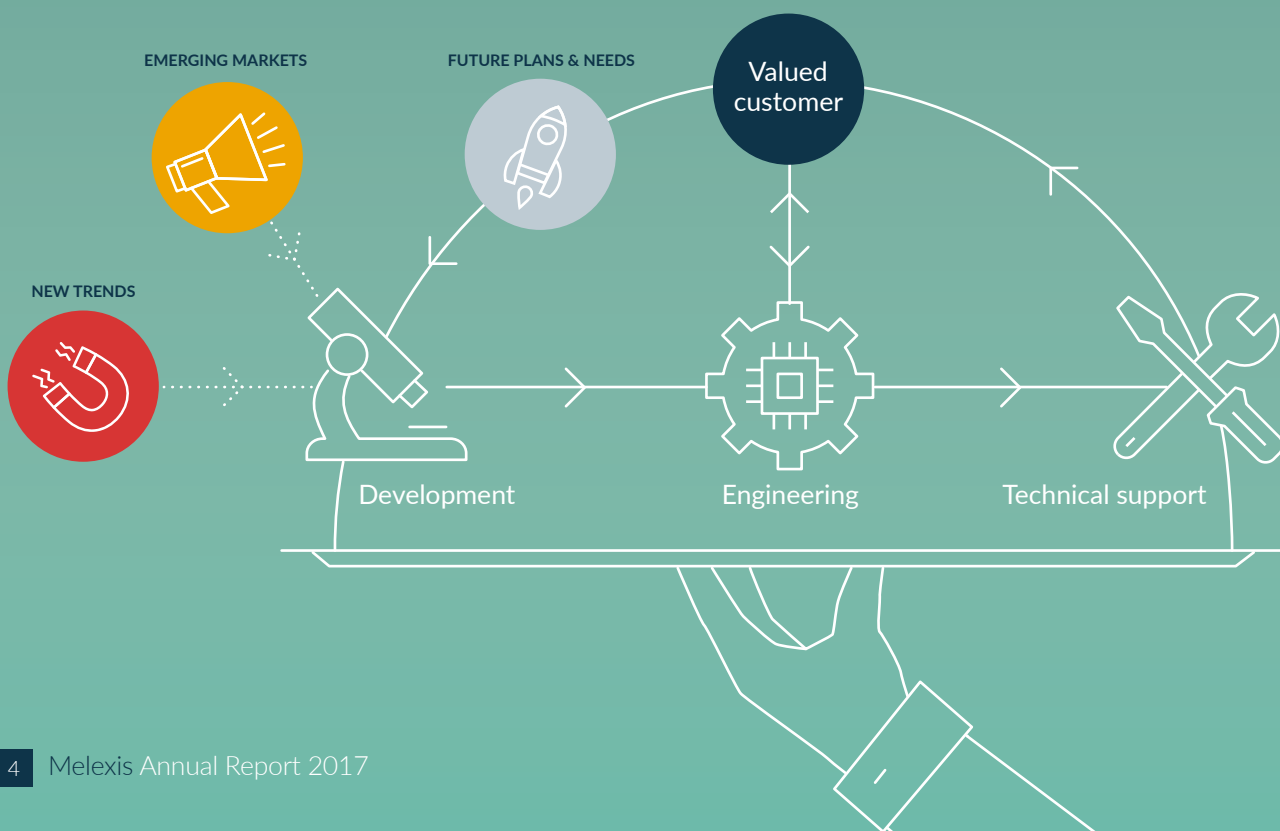 EMERGING MARKETS
FUTURE PLANS & NEEDS
Valued
customer
NEW TRENDS
Development
Engineering
Technical support
4 Melexis Annual Report 2017